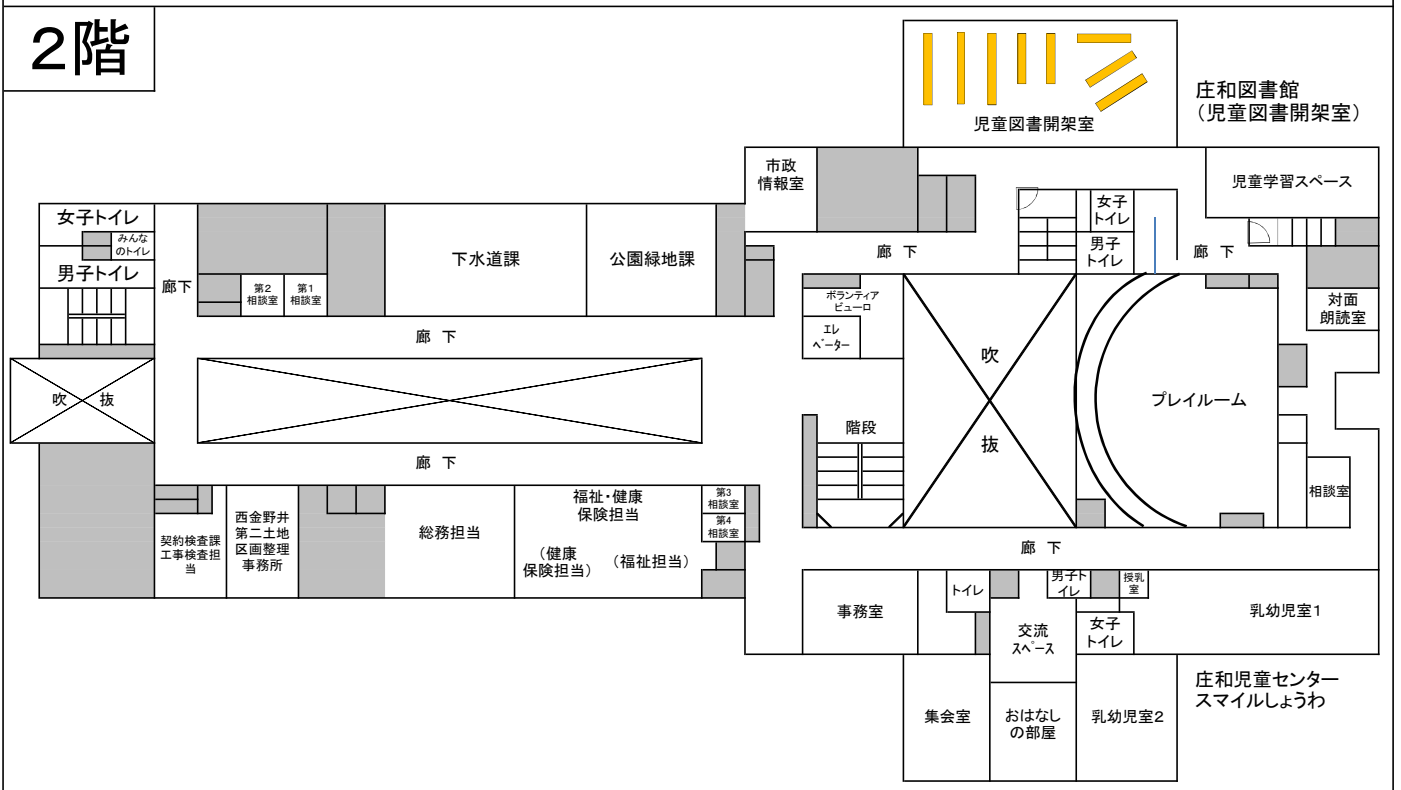 2階
児童図書開架室
庄和図書館
(児童図書開架室)
市政
情報室
児童学習スペース
女子トイレ
みんな
のトイレ
男子トイレ
廊下
第2
相談室
第1
相談室
下水道課
公園緑地課
廊 下
女子
トイレ
男子
トイレ
廊 下
対面
朗読室
ボランティア
ビューロ
エレ
ベーター
廊 下
吹 抜
吹
抜
プレイルーム
階段
廊 下
相談室
契約検査課
工事検査担
当
西金野井
第二土地
区画整理
事務所
総務担当
福祉・健康
保険担当
(健康
保険担当)
(福祉担当)
第3
相談室
第4
相談室
廊 下
事務室
トイレ
男子ト
イレ
授乳
室
交流
スペース
女子
トイレ
乳幼児室1
集会室
おはなし
の部屋
乳幼児室2
庄和児童センター
スマイルしょうわ